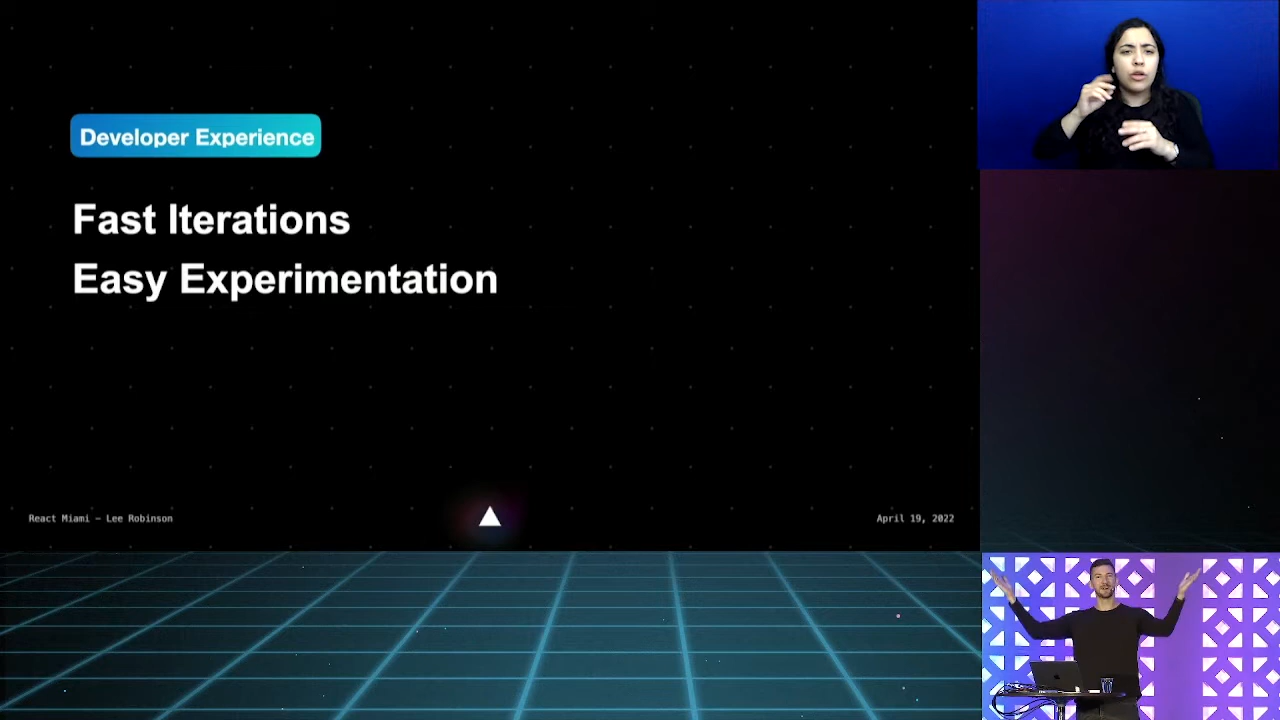 Developer Experience
Fast Iterations
Easy Experimentation
React Miami – Lee Robinson
April 19, 2022